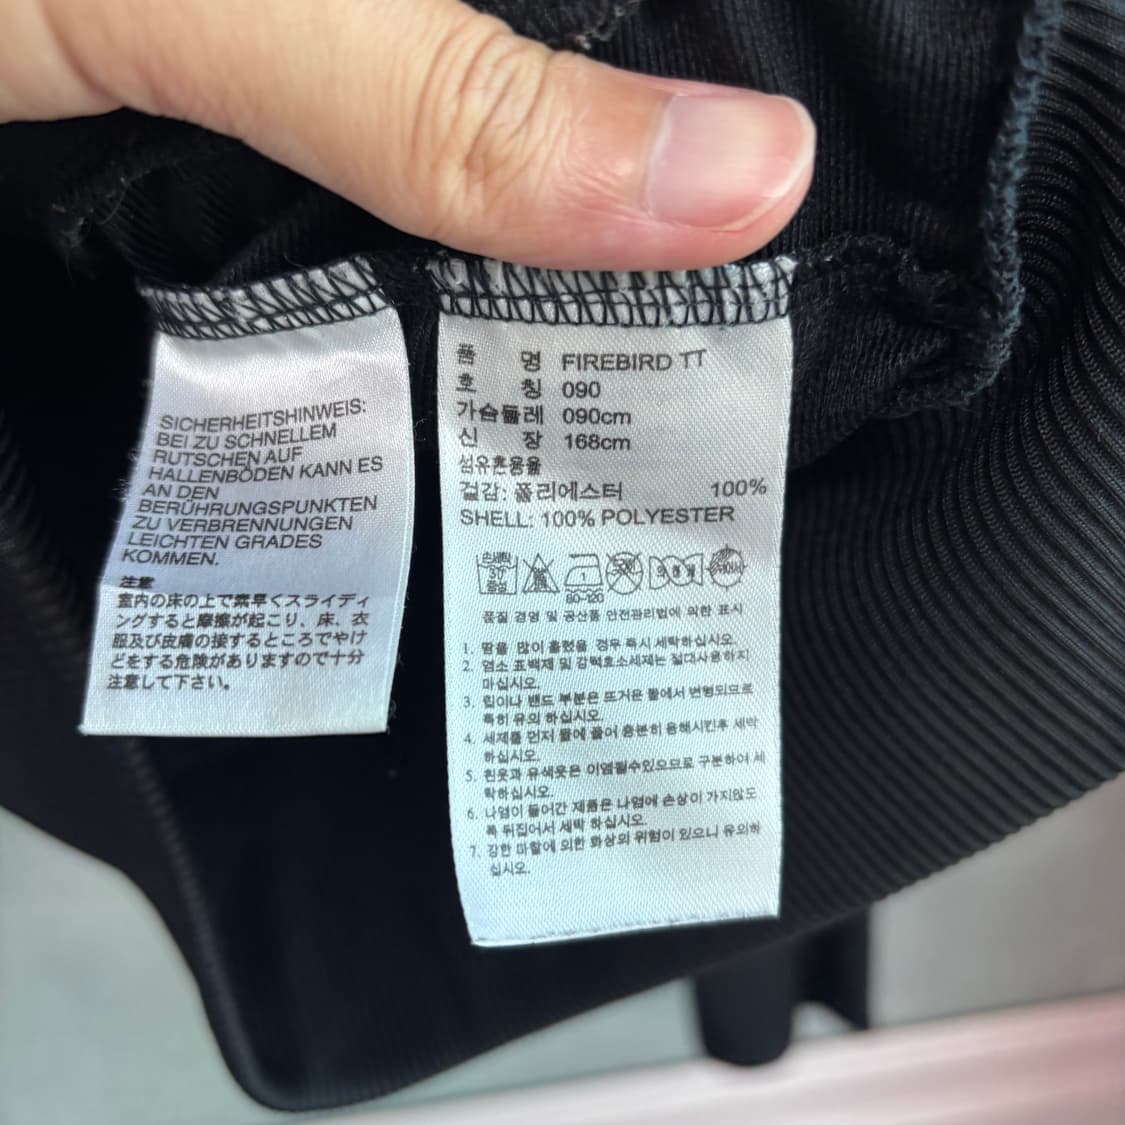 SICHERHEITSHINWEIS:
BEI ZU SCHNELLEM
RUTSCHEN AUF
HALLENBÖDEN KANN ES
AN DEN
BERÜHRUNGSPUNKTEN
ZU VERBRENNUNGEN
LEICHTEN GRADES
KOMMEN.
注意
室内の床の上で素早くスライディ
ングすると摩擦が起こり、床、衣
服及び皮膚の接するところでやけ
どをする危険がありますので十分
注意して下さい。
품 명 FIREBIRD TT
호 칭 090
가슴둘레 090cm
신 장 168cm
섬유혼용율
겉감: 폴리에스터 100%
SHELL: 100% POLYESTER
80-120
품질 경영 및 공산품 안전관리법에 의한 표시
1. 땀을 많이 흘렸을 경우 즉시 세탁하십시오.
2. 염소 표백제 및 강력효소세제는 절대사용하지
마십시오.
3. 립이나 밴드 부분은 뜨거운 물에서 변형되므로
특히 유의 하십시오.
4. 세제를 먼저 물에 풀어 충분히 용해시킨후 세탁
하십시오.
5. 흰옷과 유색옷은 이염될수있으므로 구분하여 세
탁하십시오.
6. 나염이 들어간 제품은 나염에 손상이 가지않도
록 뒤집어서 세탁 하십시오.
7. 강한 마찰에 의한 화상의 위험이 있으니 유의하
십시오.